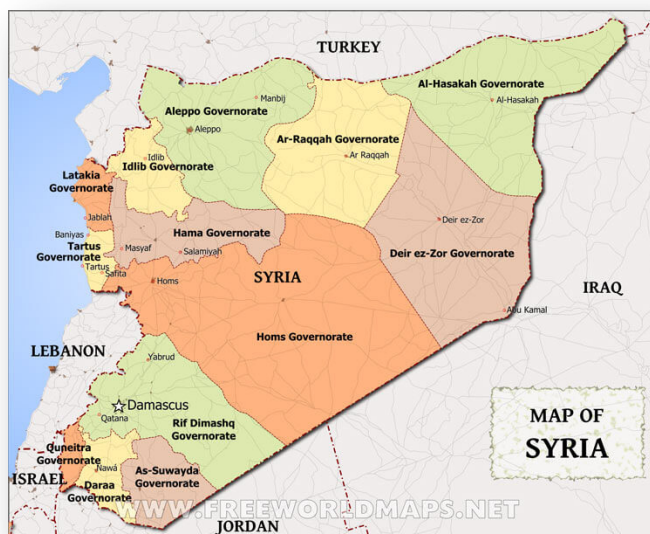 TURKEY
Al-Hasakah Governorate
Al-Hasakah
Manbij
Aleppo Governorate
Aleppo
Ar-Raqqah Governorate
Ar Raqqah
Idlib
Idlib Governorate
Latakia
Governorate
Jablah
Baniyas
Tartus
Governorate
Tartus
Safita
Hama Governorate
Masyaf
Salamiyah
Deir ez-Zor
Deir ez-Zor Governorate
SYRIA
Homs
IRAQ
Abu Kamal
Homs Governorate
LEBANON
Yabrud
Damascus
Qatana
Rif Dimashq
Governorate
MAP OF
SYRIA
Quneitra
Governorate
ISRAEL
Nawá
Daraa
Governorate
As-Suwayda
Governorate
WWW.FREEWORLDMAPS.NET
JORDAN